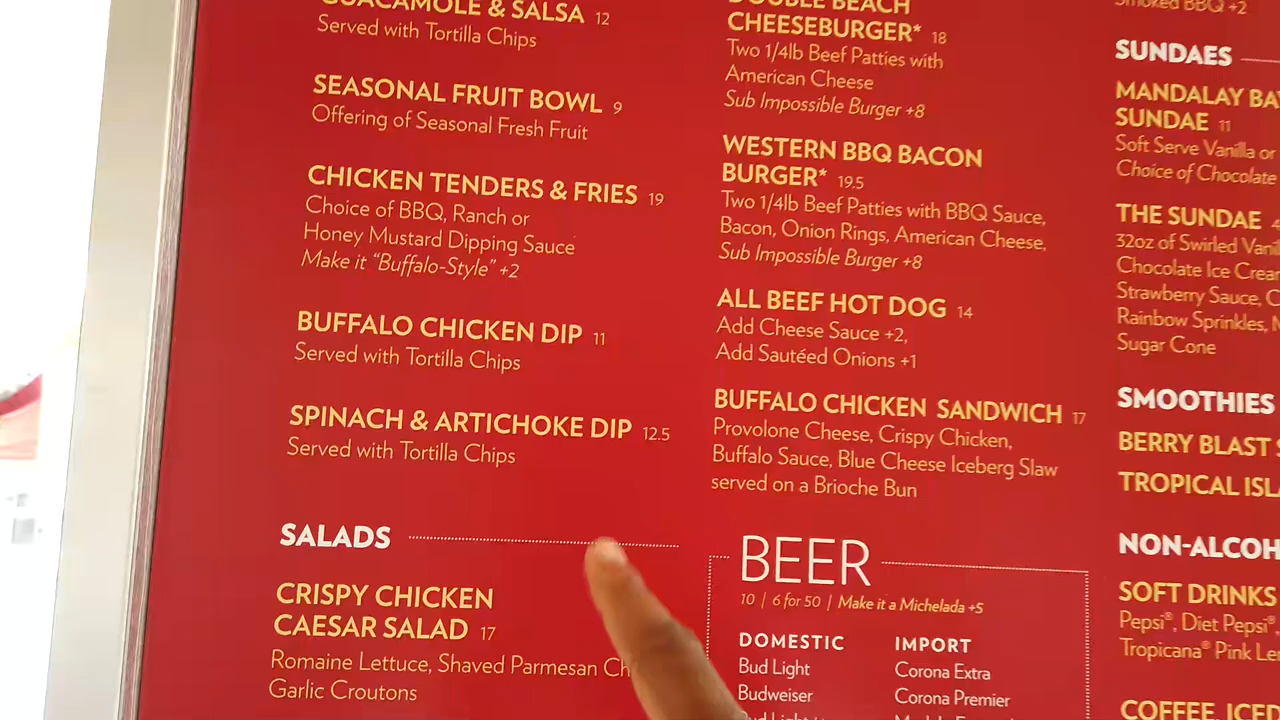 GUACAMOLE & SALSA 12
Served with Tortilla Chips
SEASONAL FRUIT BOWL 9
Offering of Seasonal Fresh Fruit
CHICKEN TENDERS & FRIES 19
Choice of BBQ, Ranch or
Honey Mustard Dipping Sauce
Make it "Buffalo-Style" +2
BUFFALO CHICKEN DIP 11
Served with Tortilla Chips
SPINACH & ARTICHOKE DIP 12.5
Served with Tortilla Chips
SALADS
CRISPY CHICKEN
CAESAR SALAD 17
Romaine Lettuce, Shaved Parmesan
Garlic Croutons
DOUBLE BEACH
CHEESEBURGER* 18
Two 1/4lb Beef Patties with
American Cheese
Sub Impossible Burger +8
WESTERN BBQ BACON
BURGER* 19.5
Two 1/4lb Beef Patties with BBQ Sauce,
Bacon, Onion Rings, American Cheese,
Sub Impossible Burger +8
ALL BEEF HOT DOG 14
Add Cheese Sauce +2,
Add Sautéed Onions +1
BUFFALO CHICKEN SANDWICH 17
Provolone Cheese, Crispy Chicken,
Buffalo Sauce, Blue Cheese Iceberg Slaw
served on a Brioche Bun
BEER
10 | 6 for 50 | Make it a Michelada +5
DOMESTIC
Bud Light
Budweiser
Bud Light
IMPORT
Corona Extra
Corona Premier
Smoked BBQ +2
SUNDAES
MANDALAY
SUNDAE 11
Soft Serve Vanilla or
Choice of Chocolate
THE SUNDAE
32oz of Swirled
Chocolate Ice
Strawberry Sauce,
Rainbow Sprinkles,
Sugar Cone
SMOOTHIES
BERRY BLAST
TROPICAL
SOFT DRINKS
Pepsi®, Diet Pepsi®,
Tropicana® Pink
COFFEE, ICED